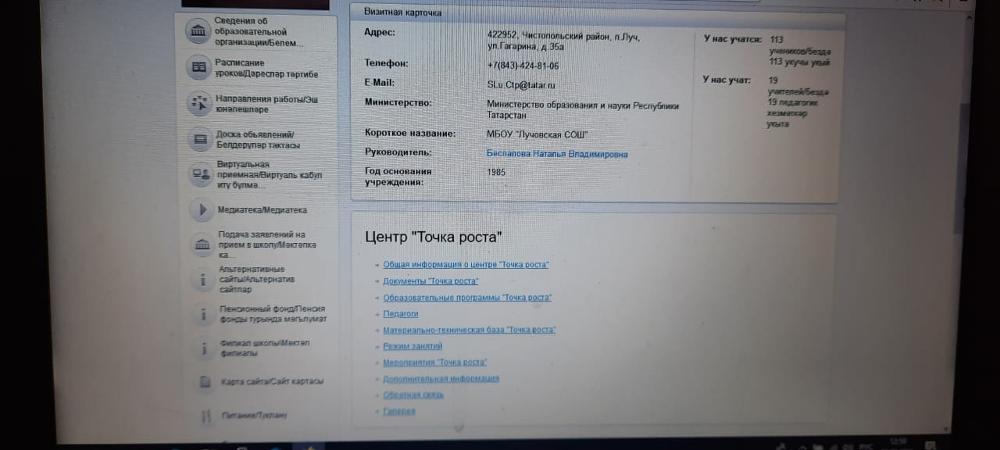 Сведения об
образовательной
организации/Белем...
Расписание
уроков/Дәресләр тәртибе
Направления работы/Эш
юнәлешләре
Доска объявлений/
Белдерүләр тактасы
Виртуальная
приемная/Виртуаль кабул
итү бүлмә...
Медиатека/Медиатека
Подача заявлений на
прием в школу/Мәктәпкә
ка...
Альтернативные
сайты/Альтернатив
сайтлар
Пенсионный фонд/Пенсия
фонды турында мәгълүмат
Филиал школы/Мәктәп
филиалы
Карта сайта/Сайт картасы
Питание/Туклану
Визитная карточка
Адрес: 422952, Чистопольский район, п.Луч,
ул.Гагарина, д.35а
Телефон: +7(843)-424-81-06
E-Mail: SLu.Ctp@tatar.ru
Министерство: Министерство образования и науки Республики
Татарстан
Короткое название: МБОУ "Лучовская СОШ"
Руководитель: Беспалова Наталья Владимировна
Год основания 1985
учреждения:
У нас учатся: 113
учеников/бездә
113 укучы укый
У нас учат: 19
учителей/бездә
19 педагогик
хезмәткәр
укыта
Центр "Точка роста"
Общая информация о центре "Точка роста"
Документы "Точка роста"
Образовательные программы "Точка роста"
Педагоги
Материально-техническая база "Точка роста"
Режим занятий
Мероприятия "Точка роста"
Дополнительная информация
Обратная связь
Галерея
РУС
12:59